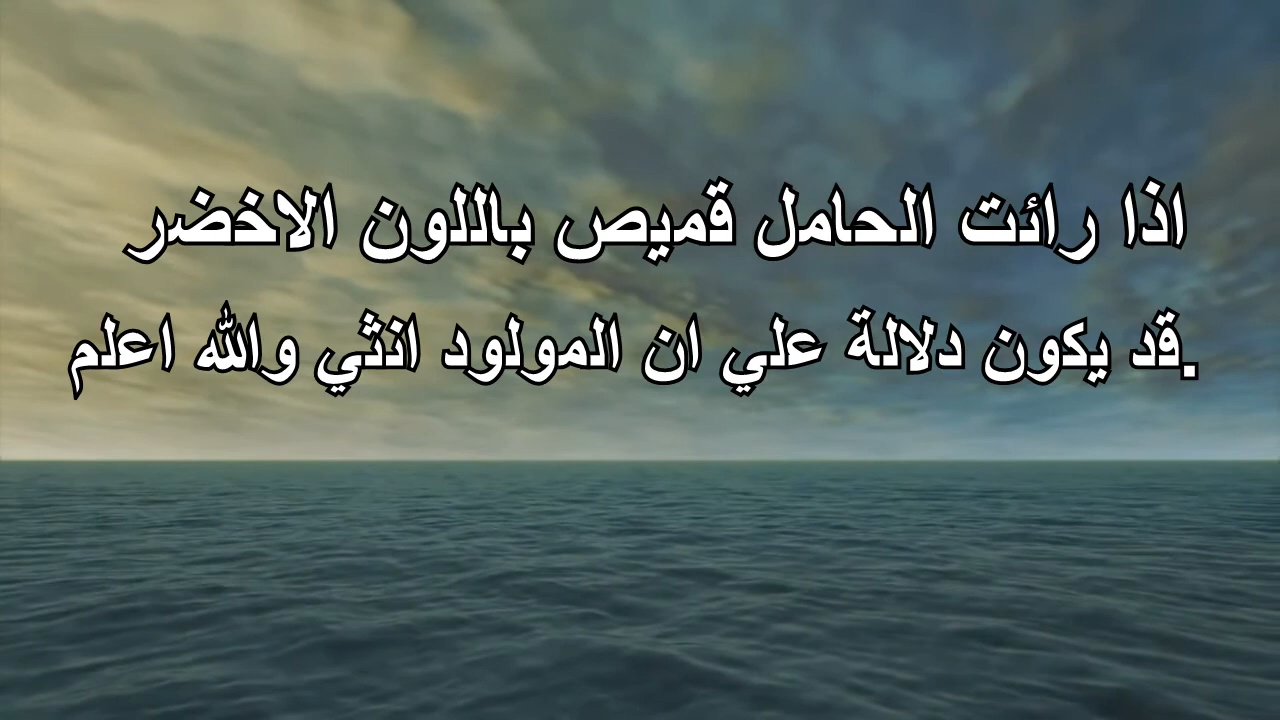 اذا رائت الحامل قميص باللون الاخضر
قد يكون دلالة علي ان المولود انثي والله اعلم.